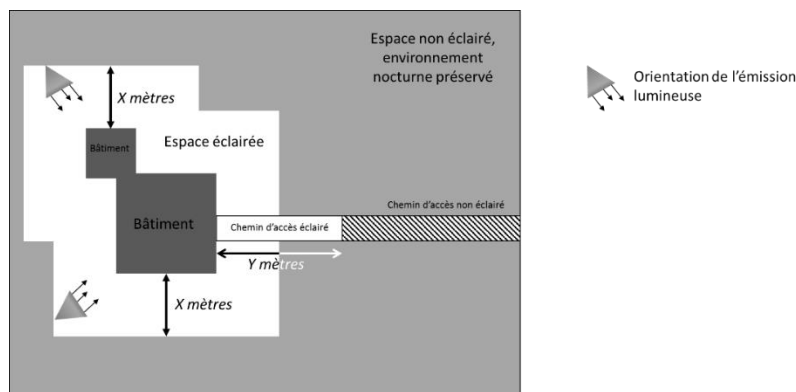 Espace non éclairé,
environnement
nocturne préservé
Orientation de l'émission
lumineuse
X mètres
Bâtiment
Espace éclairée
Chemin d'accès non éclairé
Bâtiment
Chemin d'accès éclairé
Y mètres
X mètres